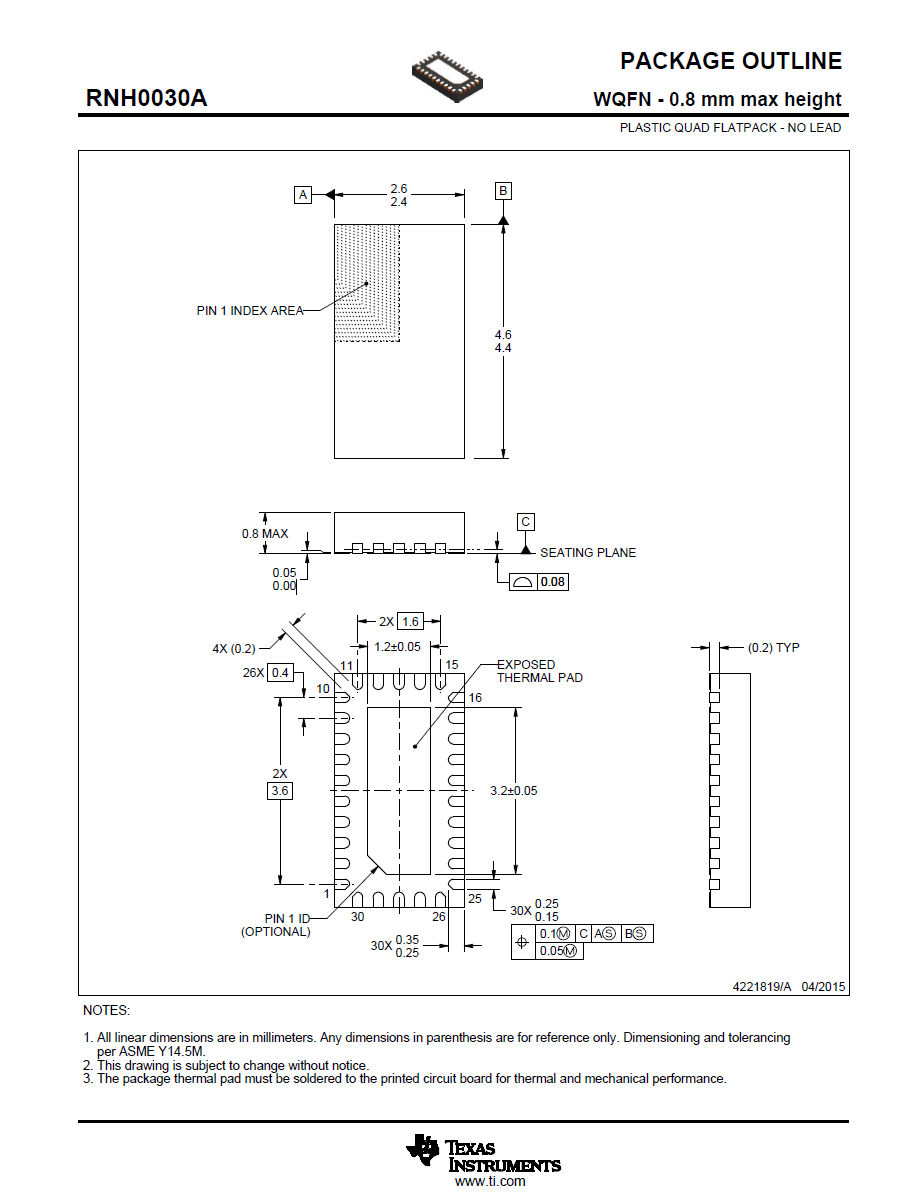 PACKAGE OUTLINE
RNH0030A
WQFN - 0.8 mm max height
PLASTIC QUAD FLATPACK - NO LEAD
A
2.6
2.4
B
PIN 1 INDEX AREA
4.6
4.4
0.8 MAX
C
SEATING PLANE
0.05
0.00
0.08
2X 1.6
4X (0.2)
1.2±0.05
(0.2) TYP
11
15
EXPOSED
THERMAL PAD
26X 0.4
10
16
2X
3.6
3.2±0.05
1
25
30X 0.25
0.15
PIN 1 ID
(OPTIONAL)
30
26
30X 0.35
0.25
0.1Ⓜ C AⓈ BⓈ
0.05Ⓜ
4221819/A 04/2015
NOTES:
1. All linear dimensions are in millimeters. Any dimensions in parenthesis are for reference only. Dimensioning and tolerancing
per ASME Y14.5M.
2. This drawing is subject to change without notice.
3. The package thermal pad must be soldered to the printed circuit board for thermal and mechanical performance.
TEXAS
INSTRUMENTS
www.ti.com